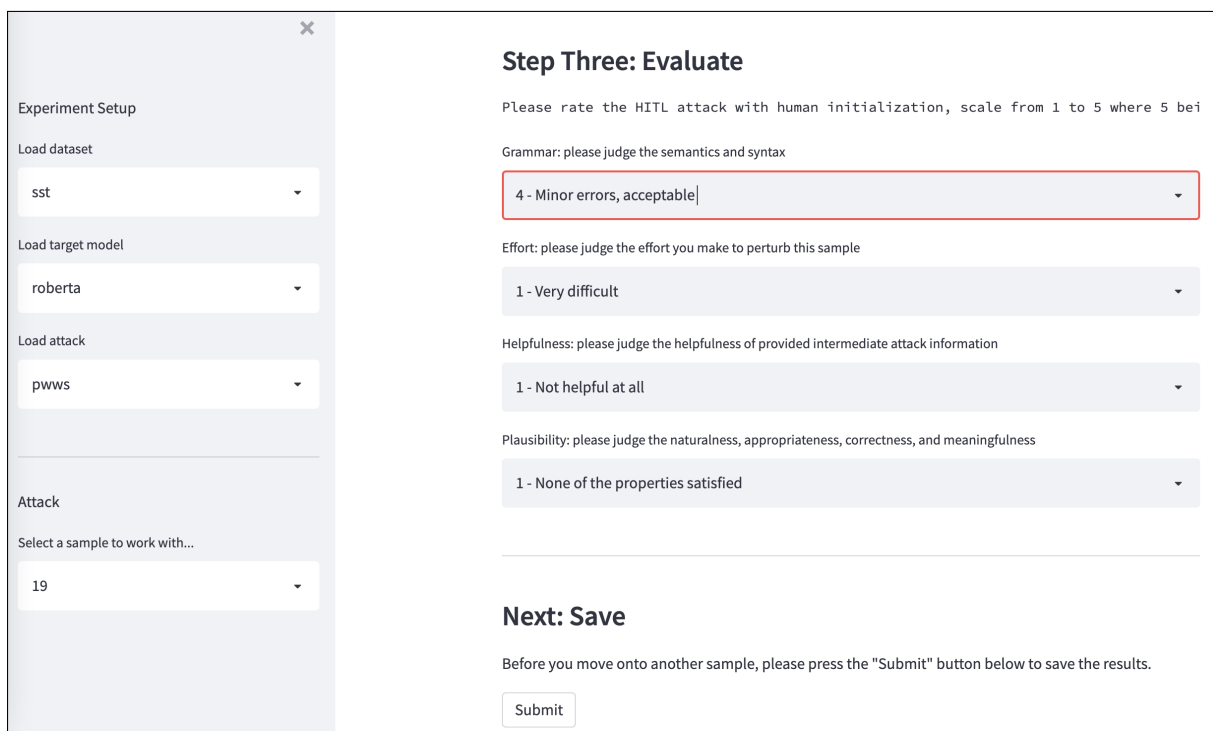 Experiment Setup
Load dataset
sst
Load target model
roberta
Load attack
pwws
Attack
Select a sample to work with...
19
Step Three: Evaluate
Please rate the HITL attack with human initialization, scale from 1 to 5 where 5 bei
Grammar: please judge the semantics and syntax
4 - Minor errors, acceptable
Effort: please judge the effort you make to perturb this sample
1 - Very difficult
Helpfulness: please judge the helpfulness of provided intermediate attack information
1 - Not helpful at all
Plausibility: please judge the naturalness, appropriateness, correctness, and meaningfulness
1 - None of the properties satisfied
Next: Save
Before you move onto another sample, please press the "Submit" button below to save the results.
Submit